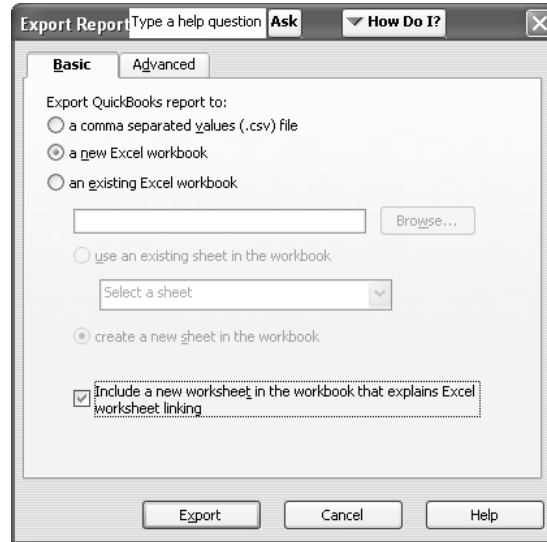 Export Report Type a help question Ask How Do I?
Basic Advanced
Export QuickBooks report to:
a comma separated values (.csv) file
a new Excel workbook
an existing Excel workbook
Browse...
use an existing sheet in the workbook
Select a sheet
create a new sheet in the workbook
Include a new worksheet in the workbook that explains Excel
worksheet linking
Export Cancel Help